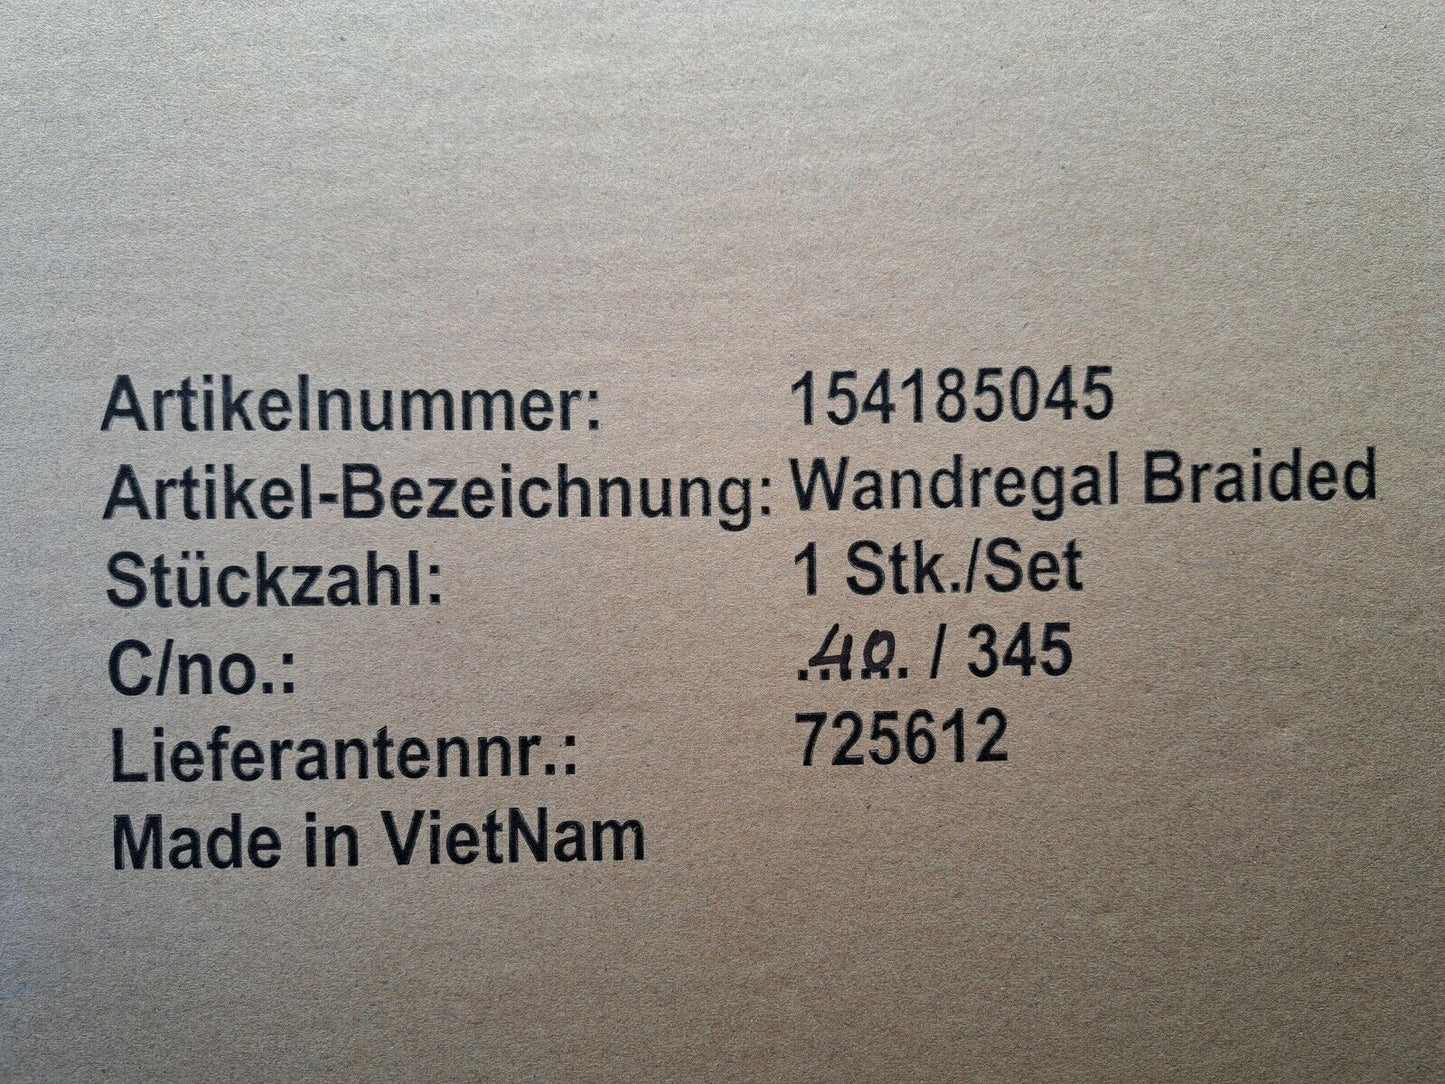 Artikelnummer: 154185045
Artikel-Bezeichnung: Wandregal Braided
Stückzahl: 1 Stk./Set
C/no.: .40. / 345
Lieferantennr.: 725612
Made in VietNam